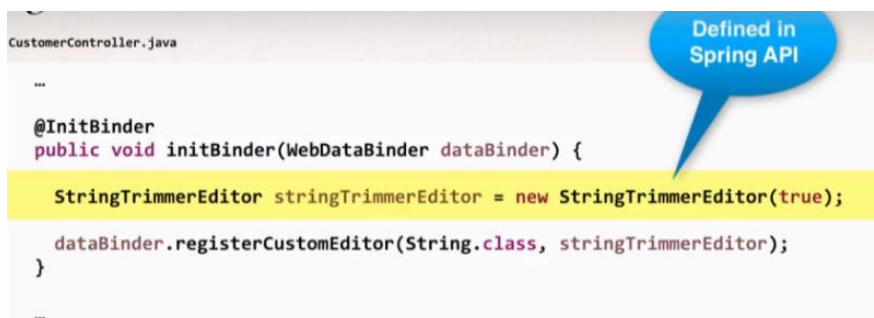 Defined in
Spring API
CustomerController.java
…
@InitBinder
public void initBinder(WebDataBinder dataBinder) {
StringTrimmerEditor stringTrimmerEditor = new StringTrimmerEditor(true);
dataBinder.registerCustomEditor(String.class, stringTrimmerEditor);
}
…